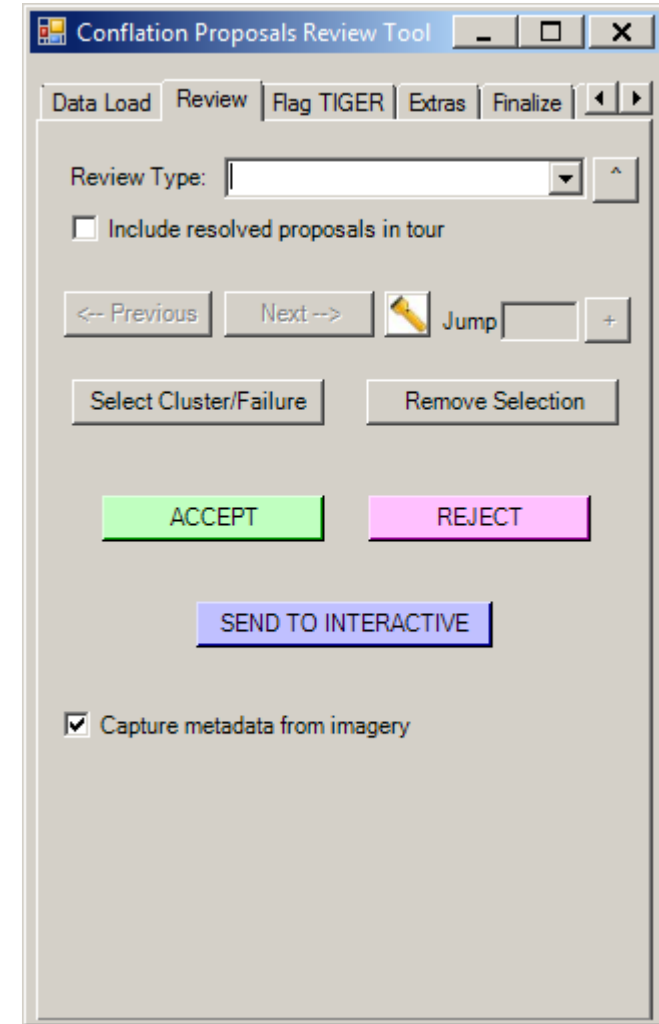 Conflation Proposals Review Tool
Data Load Review Flag TIGER Extras Finalize
Review Type: ^
Include resolved proposals in tour
<-- Previous Next --> Jump +
Select Cluster/Failure Remove Selection
ACCEPT REJECT
SEND TO INTERACTIVE
Capture metadata from imagery